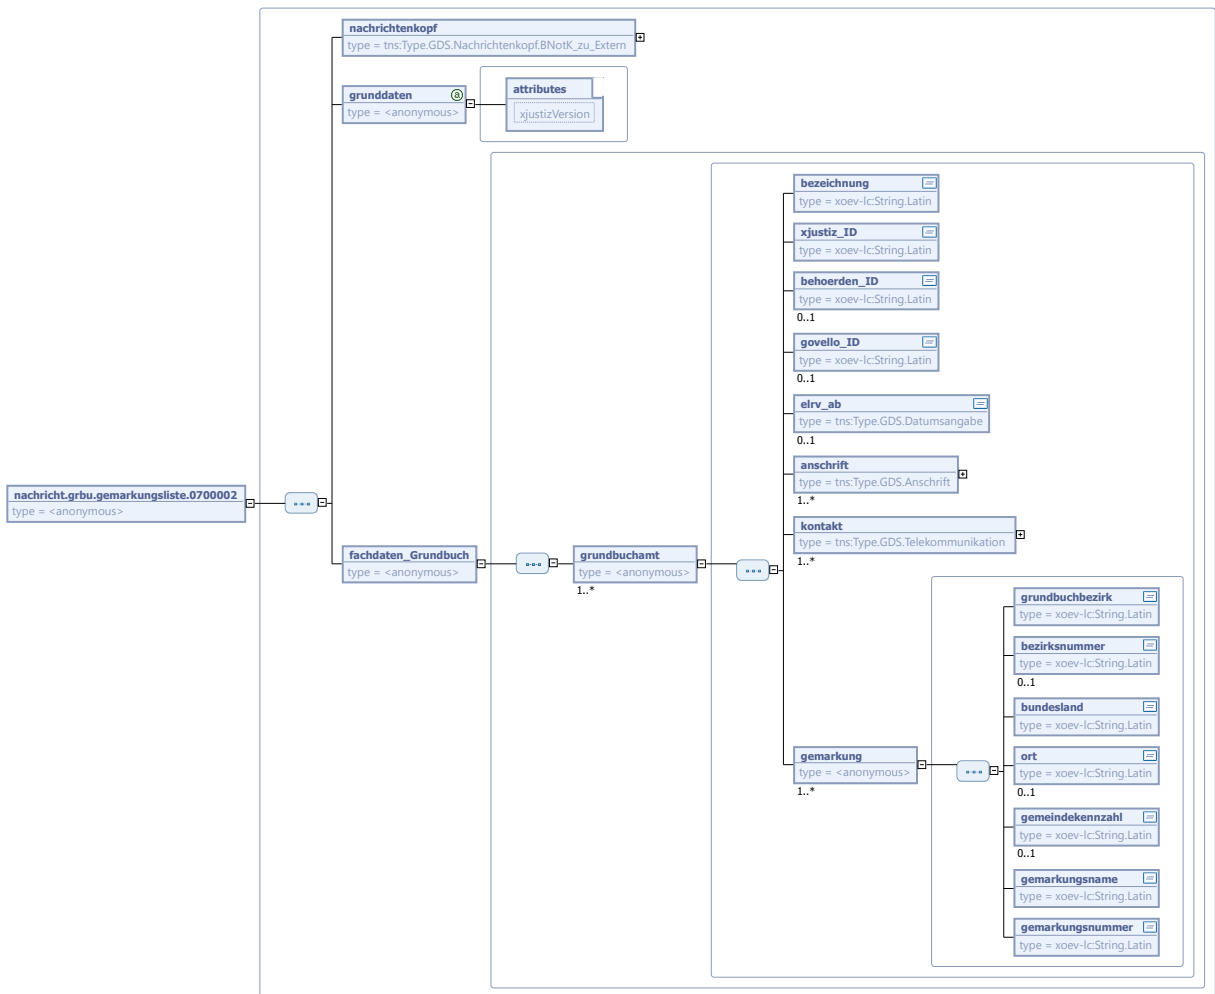 nachrichtenkopf
type = tns:Type.GDS.Nachrichtenkopf.BNotK_zu_Extern
grunddaten
type = <anonymous>
attributes
xjustizVersion
bezeichnung
type = xoev-lc:String.Latin
xjustiz_ID
type = xoev-lc:String.Latin
behoerden_ID
type = xoev-lc:String.Latin
0..1
govello_ID
type = xoev-lc:String.Latin
0..1
elrv_ab
type = tns:Type.GDS.Datumsangabe
0..1
anschrift
type = tns:Type.GDS.Anschrift
1..*
nachricht.grbu.gemarkungsliste.0700002
type = <anonymous>
kontakt
type = tns:Type.GDS.Telekommunikation
1..*
fachdaten_Grundbuch
type = <anonymous>
grundbuchamt
type = <anonymous>
1..*
grundbuchbezirk
type = xoev-lc:String.Latin
bezirksnummer
type = xoev-lc:String.Latin
0..1
bundesland
type = xoev-lc:String.Latin
gemarkung
type = <anonymous>
1..*
ort
type = xoev-lc:String.Latin
0..1
gemeindekennzahl
type = xoev-lc:String.Latin
0..1
gemarkungsname
type = xoev-lc:String.Latin
gemarkungsnummer
type = xoev-lc:String.Latin